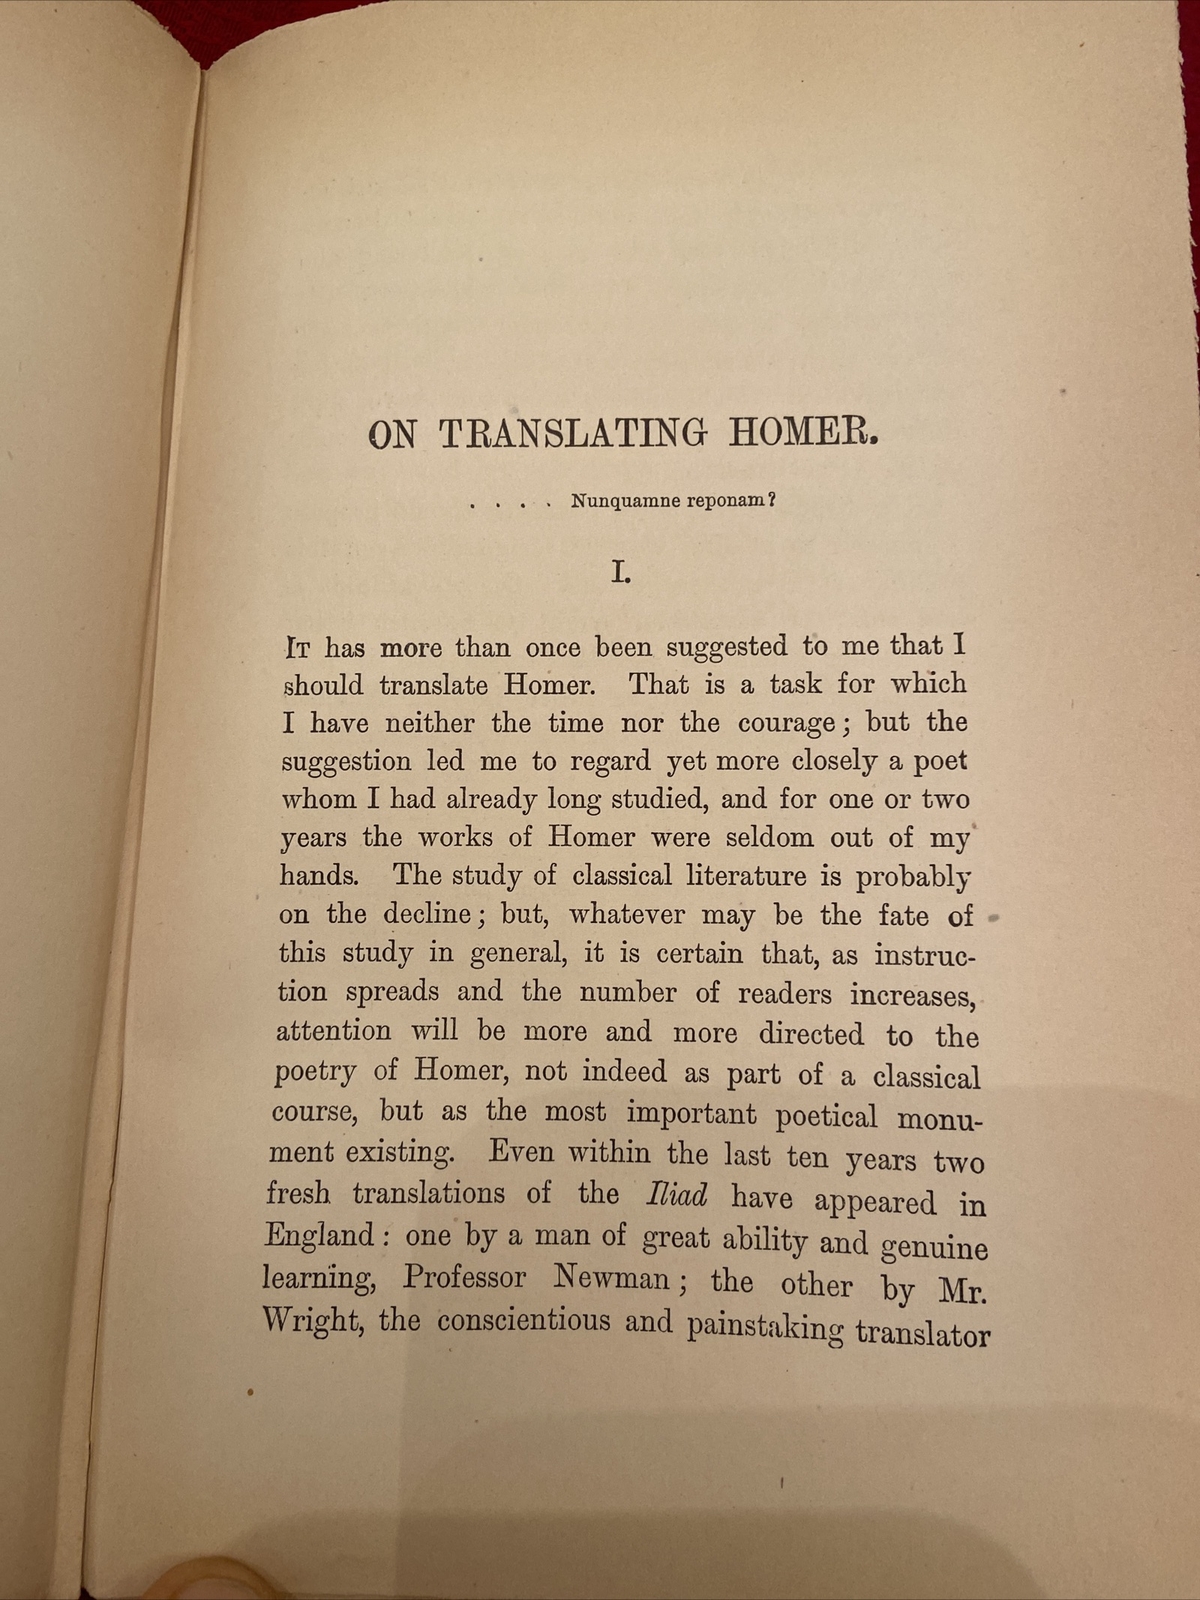 ON TRANSLATING HOMER.
. . . . Nunquamne reponam?
I.
IT has more than once been suggested to me that I
should translate Homer. That is a task for which
I have neither the time nor the courage; but the
suggestion led me to regard yet more closely a poet
whom I had already long studied, and for one or two
years the works of Homer were seldom out of my
hands. The study of classical literature is probably
on the decline; but, whatever may be the fate of
this study in general, it is certain that, as instruc-
tion spreads and the number of readers increases,
attention will be more and more directed to the
poetry of Homer, not indeed as part of a classical
course, but as the most important poetical monu-
ment existing. Even within the last ten years two
fresh translations of the Iliad have appeared in
England: one by a man of great ability and genuine
learning, Professor Newman; the other by Mr.
Wright, the conscientious and painstaking translator